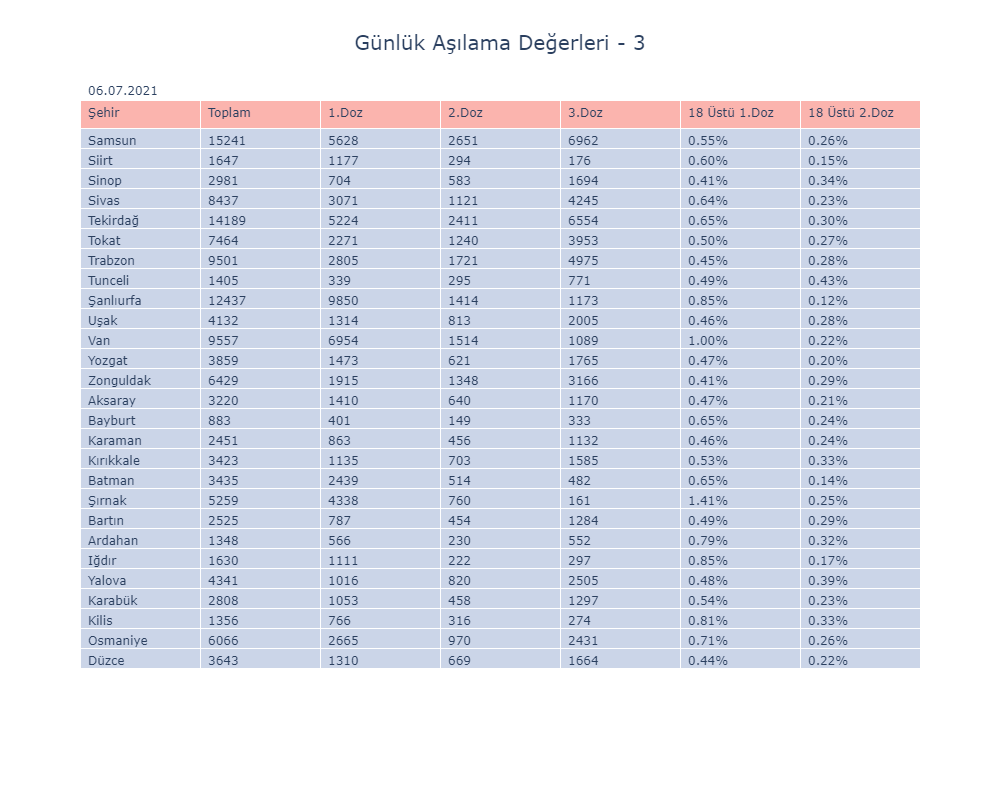 Günlük Aşılama Değerleri - 3
06.07.2021
Şehir Toplam 1.Doz 2.Doz 3.Doz 18 Üstü 1.Doz 18 Üstü 2.Doz
Samsun 15241 5628 2651 6962 0.55% 0.26%
Siirt 1647 1177 294 176 0.60% 0.15%
Sinop 2981 704 583 1694 0.41% 0.34%
Sivas 8437 3071 1121 4245 0.64% 0.23%
Tekirdağ 14189 5224 2411 6554 0.65% 0.30%
Tokat 7464 2271 1240 3953 0.50% 0.27%
Trabzon 9501 2805 1721 4975 0.45% 0.28%
Tunceli 1405 339 295 771 0.49% 0.43%
Şanlıurfa 12437 9850 1414 1173 0.85% 0.12%
Uşak 4132 1314 813 2005 0.46% 0.28%
Van 9557 6954 1514 1089 1.00% 0.22%
Yozgat 3859 1473 621 1765 0.47% 0.20%
Zonguldak 6429 1915 1348 3166 0.41% 0.29%
Aksaray 3220 1410 640 1170 0.47% 0.21%
Bayburt 883 401 149 333 0.65% 0.24%
Karaman 2451 863 456 1132 0.46% 0.24%
Kırıkkale 3423 1135 703 1585 0.53% 0.33%
Batman 3435 2439 514 482 0.65% 0.14%
Şırnak 5259 4338 760 161 1.41% 0.25%
Bartın 2525 787 454 1284 0.49% 0.29%
Ardahan 1348 566 230 552 0.79% 0.32%
Iğdır 1630 1111 222 297 0.85% 0.17%
Yalova 4341 1016 820 2505 0.48% 0.39%
Karabük 2808 1053 458 1297 0.54% 0.23%
Kilis 1356 766 316 274 0.81% 0.33%
Osmaniye 6066 2665 970 2431 0.71% 0.26%
Düzce 3643 1310 669 1664 0.44% 0.22%